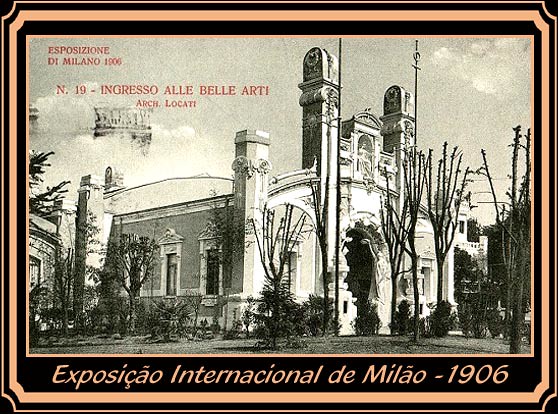 ESPOSIZIONE
DI MILANO 1906
N. 19 - INGRESSO ALLE BELLE ARTI
ARCH. LOCATI
Exposição Internacional de Milão - 1906